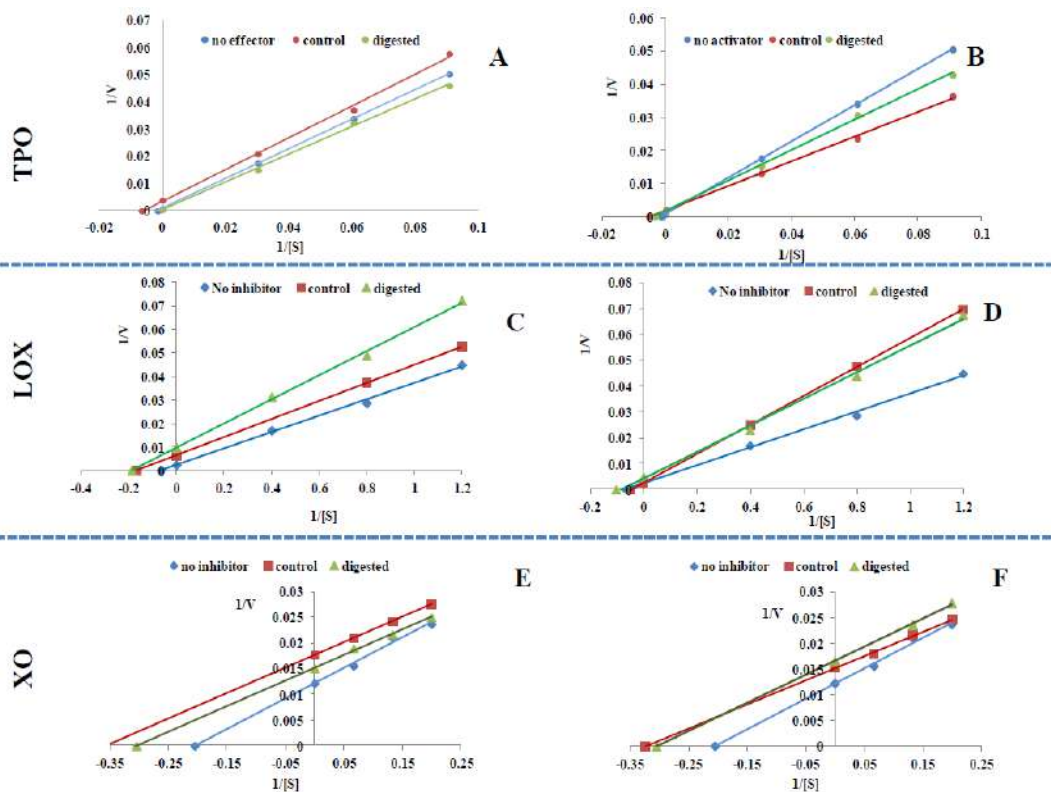 TPO
no effector control digested
A
1/V
0.07
0.06
0.05
0.04
0.03
0.02
0.01
0
-0.02 0 0.02 0.04 0.06 0.08 0.1
1/[S]
no activator control digested
B
1/V
0.06
0.05
0.04
0.03
0.02
0.01
0
-0.02 0 0.02 0.04 0.06 0.08 0.1
1/[S]
LOX
No inhibitor control digested
C
1/V
0.08
0.07
0.06
0.05
0.04
0.03
0.02
0.01
0
-0.4 -0.2 0 0.4 0.8 1.2
1/[S]
No inhibitor control digested
D
1/V
0.08
0.07
0.06
0.05
0.04
0.03
0.02
0.01
0
-0.2 0 0.4 0.8 1.2
1/[S]
XO
no inhibitor control digested
E
1/V
0.03
0.025
0.02
0.015
0.01
0.005
0
-0.35 -0.25 -0.15 -0.05 0.05 0.15 0.25
1/[S]
no inhibitor control digested
F
1/V
0.03
0.025
0.02
0.015
0.01
0.005
0
-0.35 -0.25 -0.15 -0.05 0.05 0.15 0.25
1/[S]